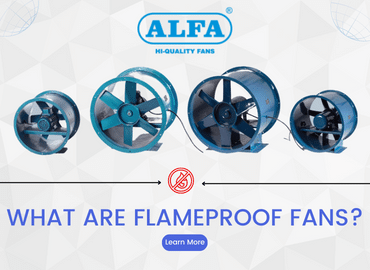 ALFA®
HI-QUALITY FANS
WHAT ARE FLAMEPROOF FANS?
Learn More